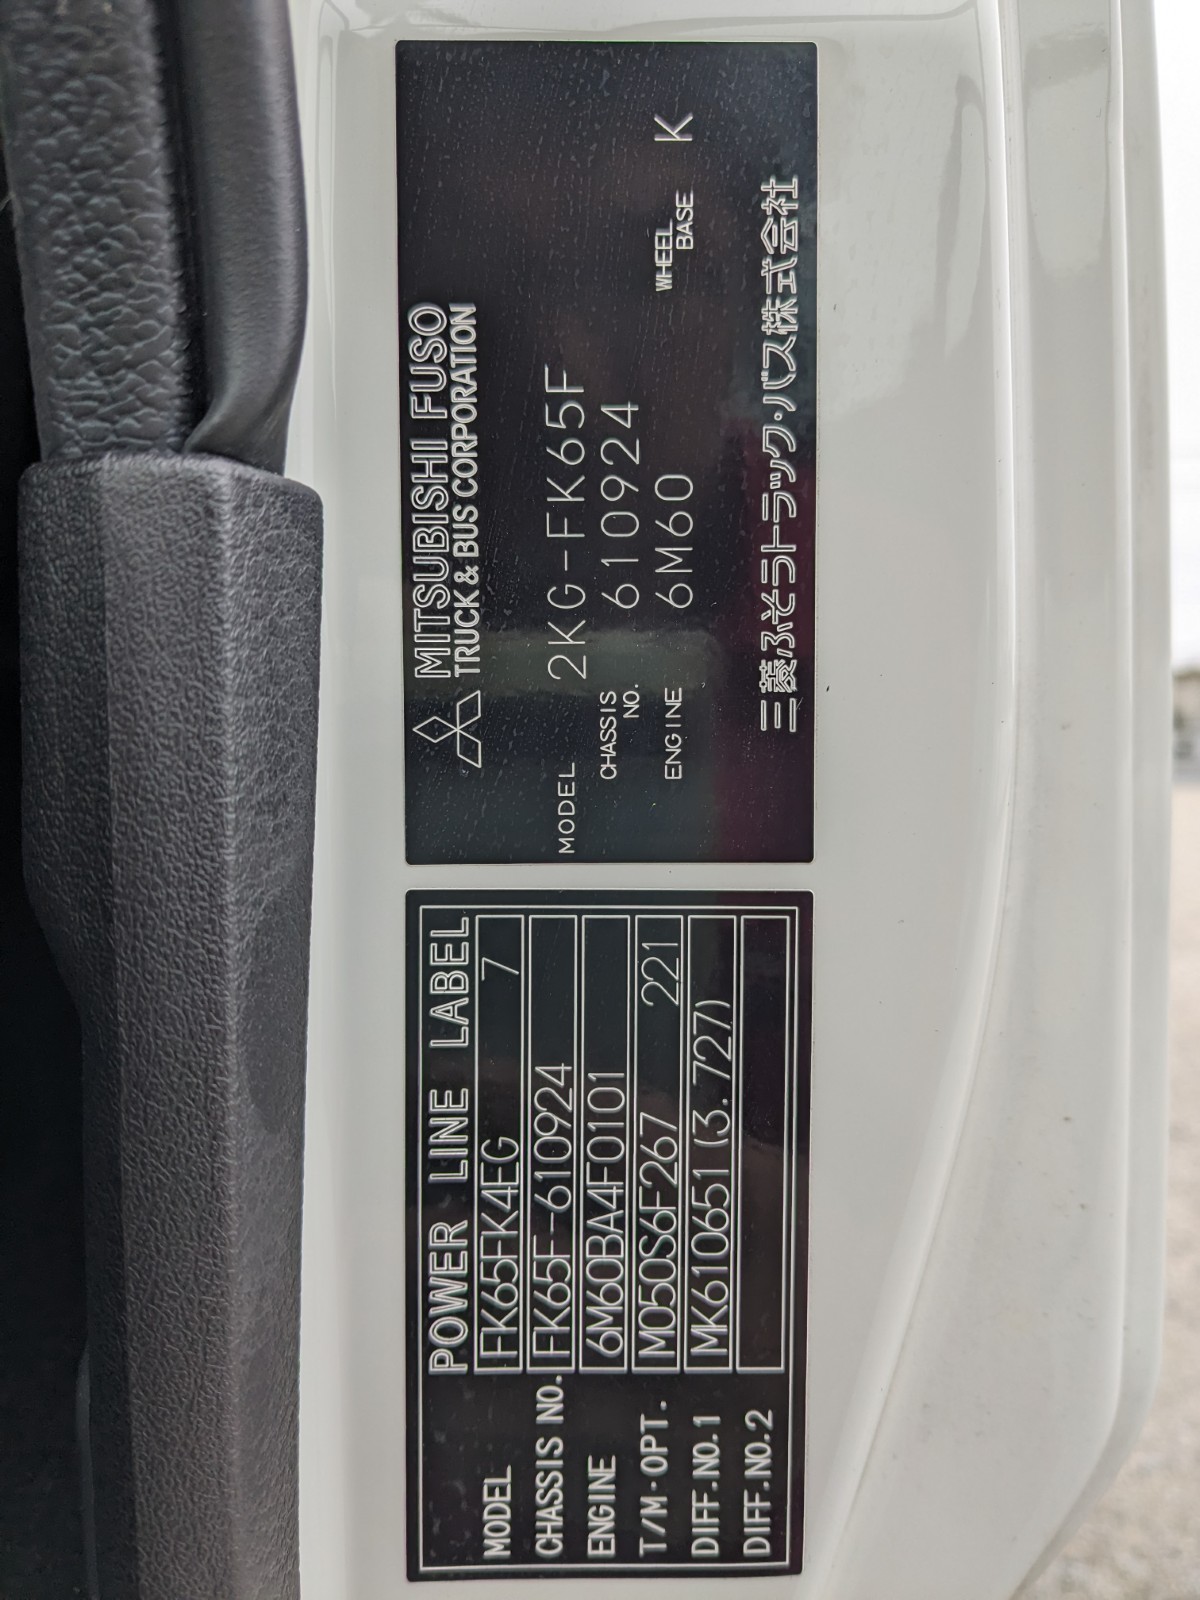 POWER LINE LABEL
MODEL FK65FK4EG 7
CHASSIS NO. FK65F-610924
ENGINE 6M60BA4F0101
T/M·OPT. M050S6F267 221
DIFF.NO.1 MK610651(3.727)
DIFF.NO.2
MITSUBISHI FUSO
TRUCK & BUS CORPORATION
MODEL 2KG-FK65F
CHASSIS NO. 610924
ENGINE 6M60 WHEEL BASE K
三菱ふそうトラック・バス株式会社